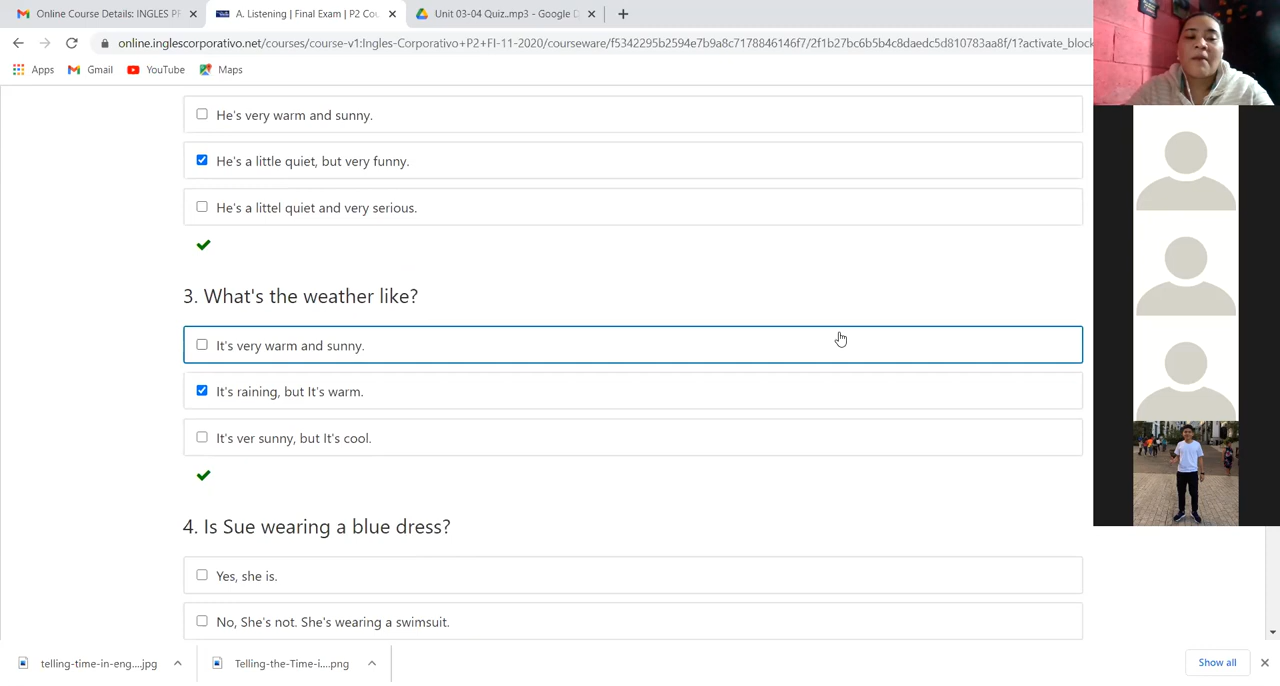 Online Course Details: INGLES PF
A. Listening | Final Exam | P2 Cou
Unit 03-04 Quiz..mp3 - Google D
online.inglescorporativo.net/courses/course-v1:Ingles-Corporativo+P2+FI-11-2020/courseware/f5342295b2594e7b9a8c7178846146f7/2f1b27bc6b5b4c8daedc5d810783aa8f/1?activate_block
Apps
Gmail
YouTube
Maps
He's very warm and sunny.
He's a little quiet, but very funny.
He's a littel quiet and very serious.
3. What's the weather like?
It's very warm and sunny.
It's raining, but It's warm.
It's ver sunny, but It's cool.
4. Is Sue wearing a blue dress?
Yes, she is.
No, She's not. She's wearing a swimsuit.
telling-time-in-eng....jpg
Telling-the-Time-i....png
Show all